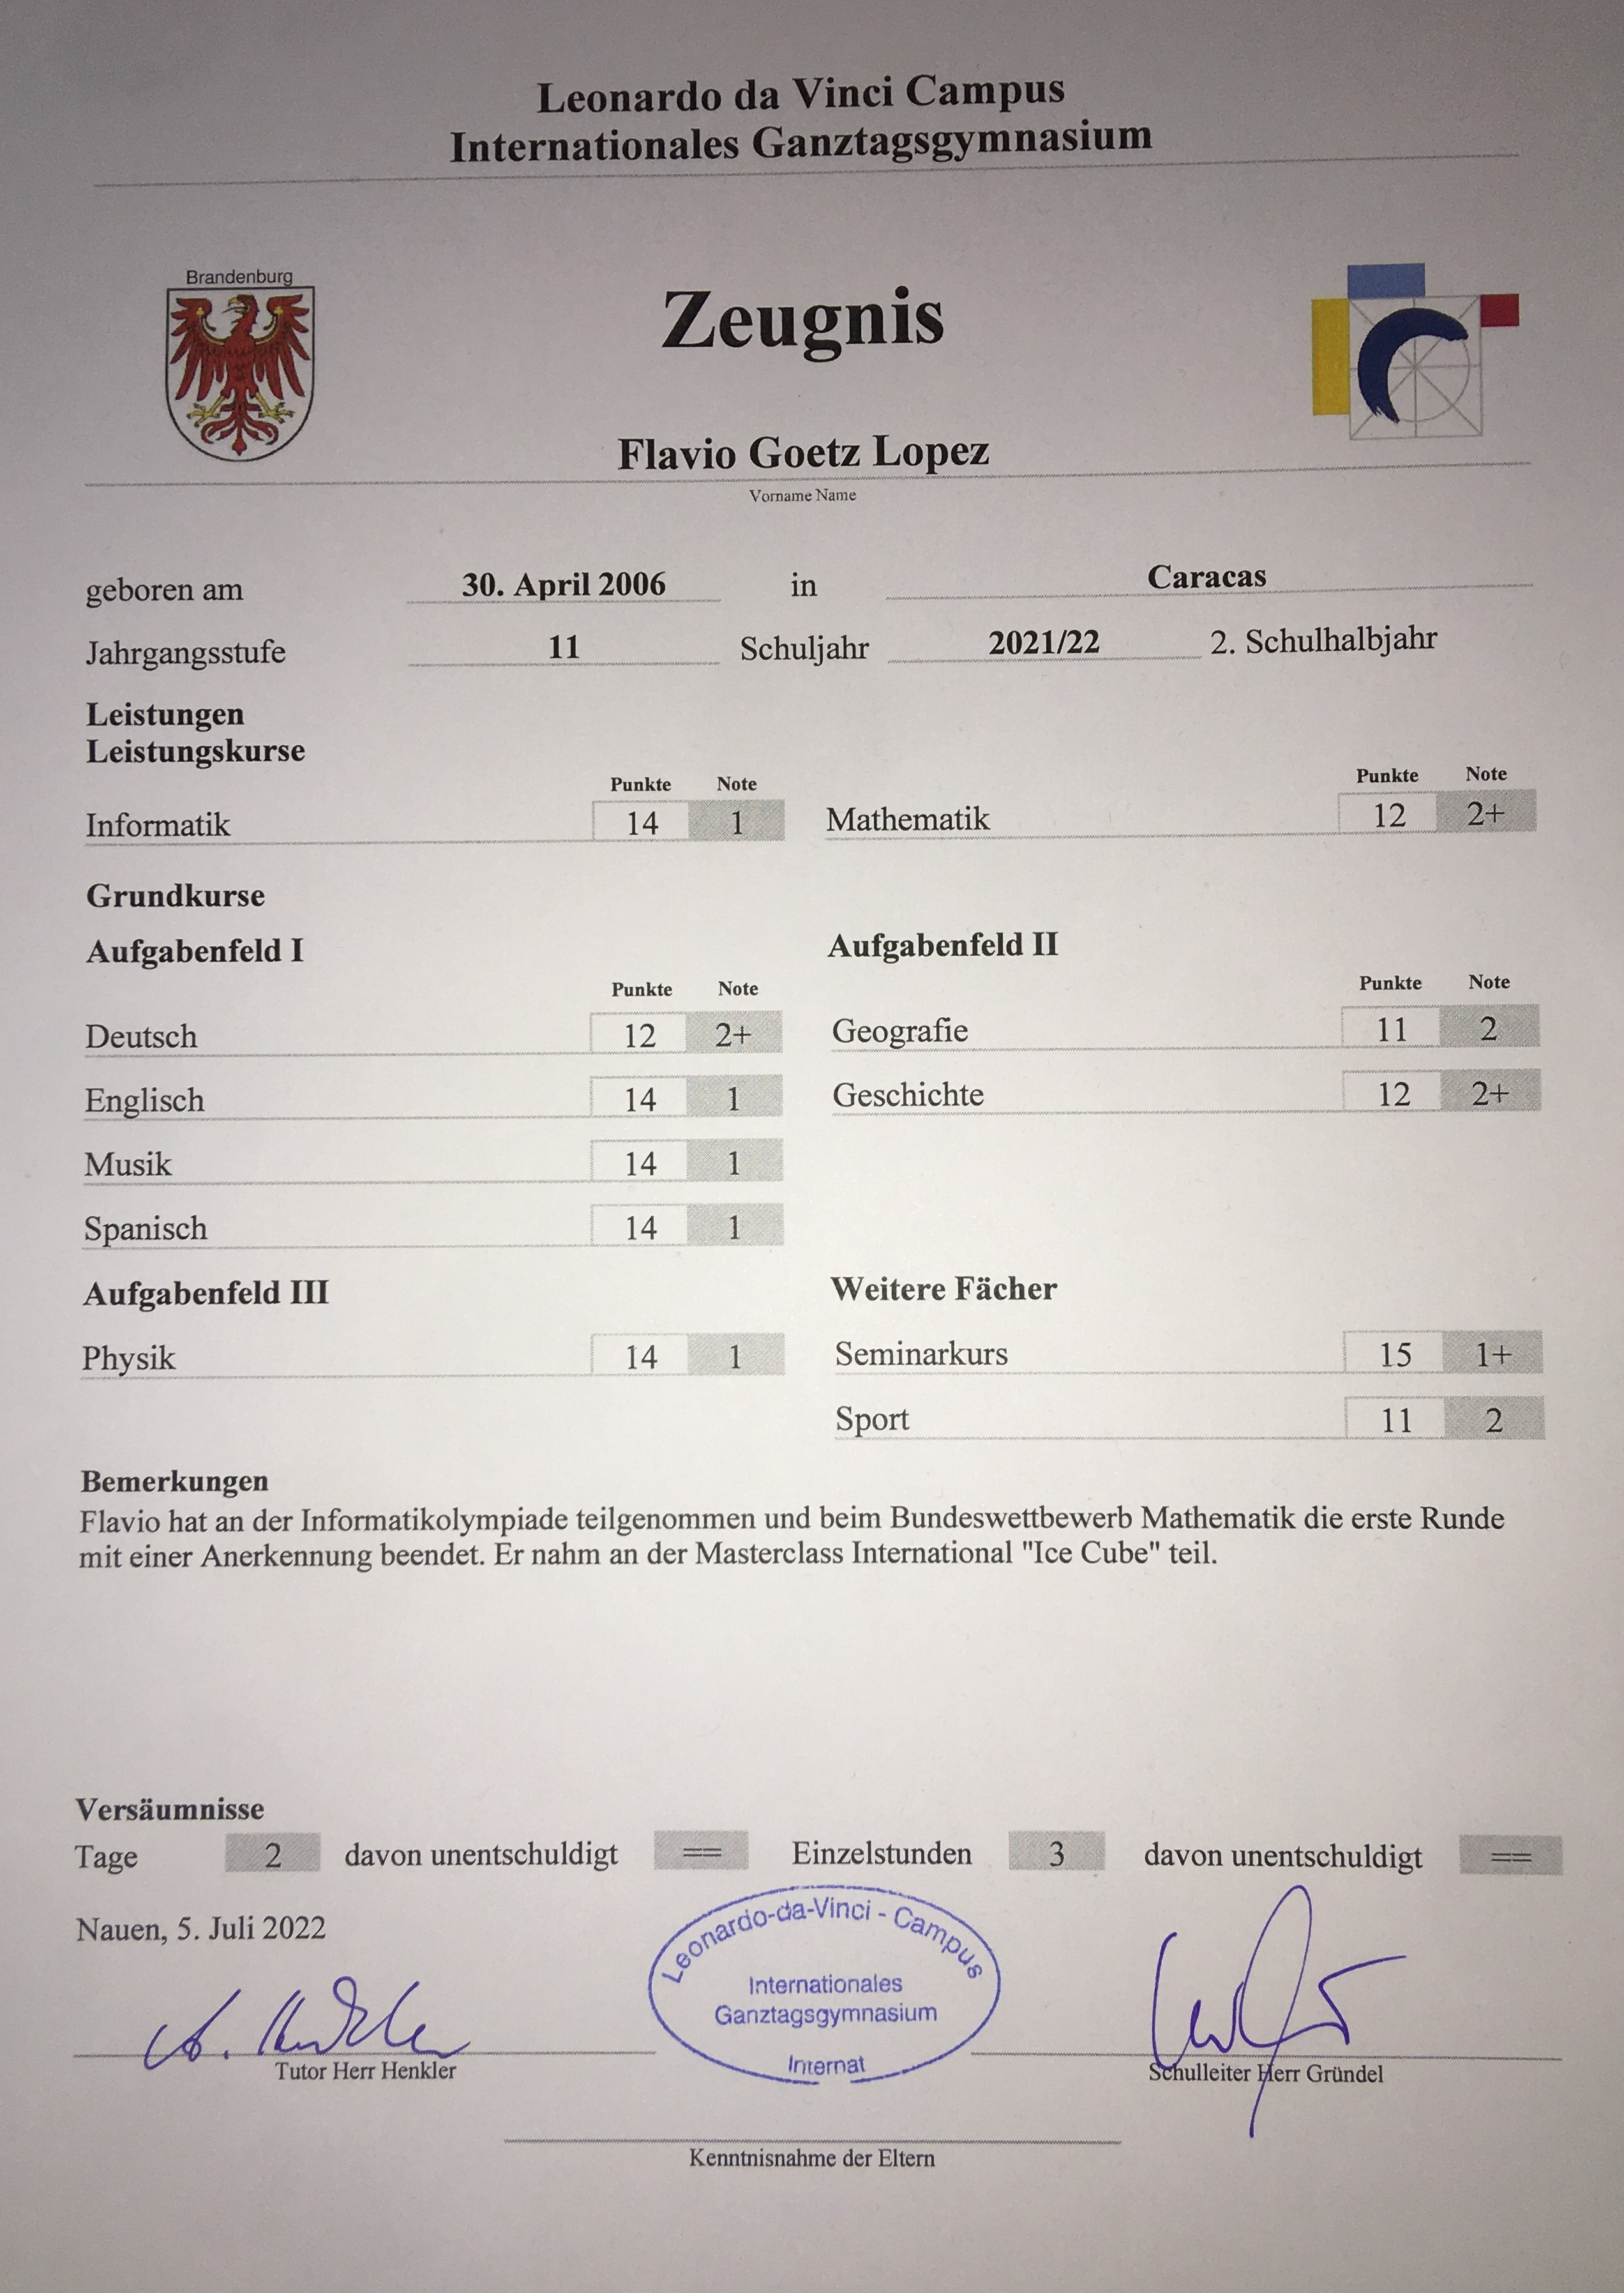 Leonardo da Vinci Campus
Internationales Ganztagsgymnasium
Brandenburg
Zeugnis
Flavio Goetz Lopez
Vorname Name
geboren am 30. April 2006 in Caracas
Jahrgangsstufe 11 Schuljahr 2021/22 2. Schulhalbjahr
Leistungen
Leistungskurse
Punkte Note Punkte Note
Informatik 14 1 Mathematik 12 2+
Grundkurse
Aufgabenfeld I Aufgabenfeld II
Punkte Note Punkte Note
Deutsch 12 2+ Geografie 11 2
Englisch 14 1 Geschichte 12 2+
Musik 14 1
Spanisch 14 1
Aufgabenfeld III Weitere Fächer
Physik 14 1 Seminarkurs 15 1+
Sport 11 2
Bemerkungen
Flavio hat an der Informatikolympiade teilgenommen und beim Bundeswettbewerb Mathematik die erste Runde
mit einer Anerkennung beendet. Er nahm an der Masterclass International "Ice Cube" teil.
Versäumnisse
Tage 2 davon unentschuldigt == Einzelstunden 3 davon unentschuldigt ==
Nauen, 5. Juli 2022
Leonardo-da-Vinci - Campus
Internationales
Ganztagsgymnasium
Internat
Tutor Herr Henkler Schulleiter Herr Gründel
Kenntnisnahme der Eltern